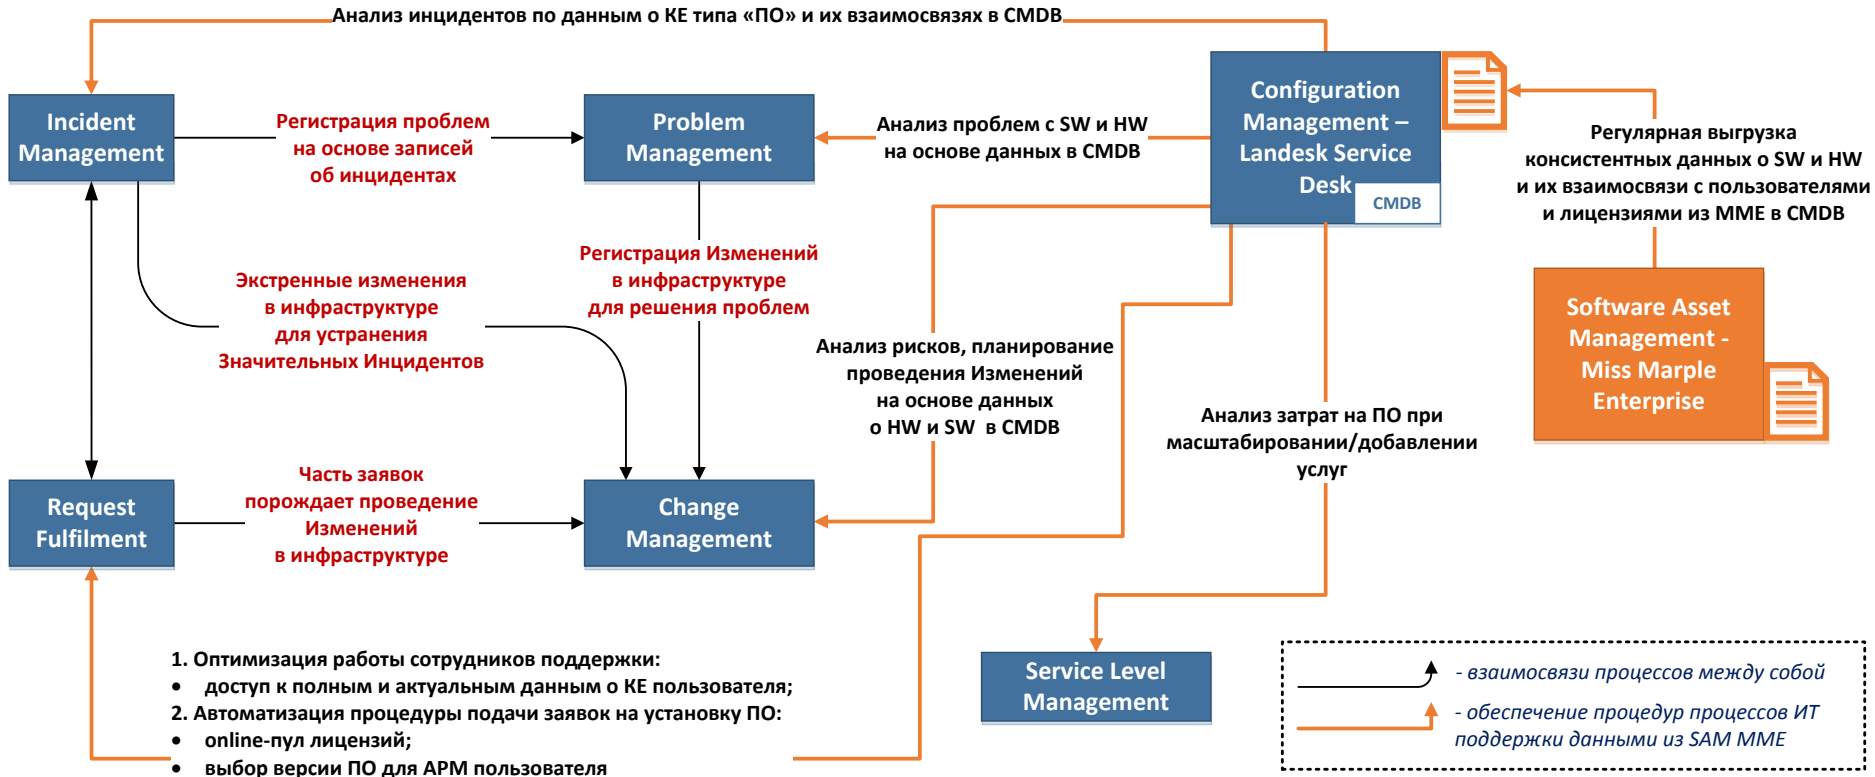 Анализ инцидентов по данным о КЕ типа «ПО» и их взаимосвязях в CMDB
Incident
Management
Регистрация проблем
на основе записей
об инцидентах
Problem
Management
Анализ проблем с SW и HW
на основе данных в CMDB
Configuration
Management –
Landesk Service
Desk
CMDB
Регулярная выгрузка
консистентных данных о SW и HW
и их взаимосвязи с пользователями
и лицензиями из MME в CMDB
Экстренные изменения
в инфраструктуре
для устранения
Значительных Инцидентов
Регистрация Изменений
в инфраструктуре
для решения проблем
Анализ рисков, планирование
проведения Изменений
на основе данных
о HW и SW в CMDB
Software Asset
Management -
Miss Marple
Enterprise
Анализ затрат на ПО при
масштабировании/добавлении
услуг
Request
Fulfilment
Часть заявок
порождает проведение
Изменений
в инфраструктуре
Change
Management
1. Оптимизация работы сотрудников поддержки:
• доступ к полным и актуальным данным о КЕ пользователя;
2. Автоматизация процедуры подачи заявок на установку ПО:
• online-пул лицензий;
• выбор версии ПО для АРМ пользователя
Service Level
Management
- взаимосвязи процессов между собой
- обеспечение процедур процессов ИТ
поддержки данными из SAM MME